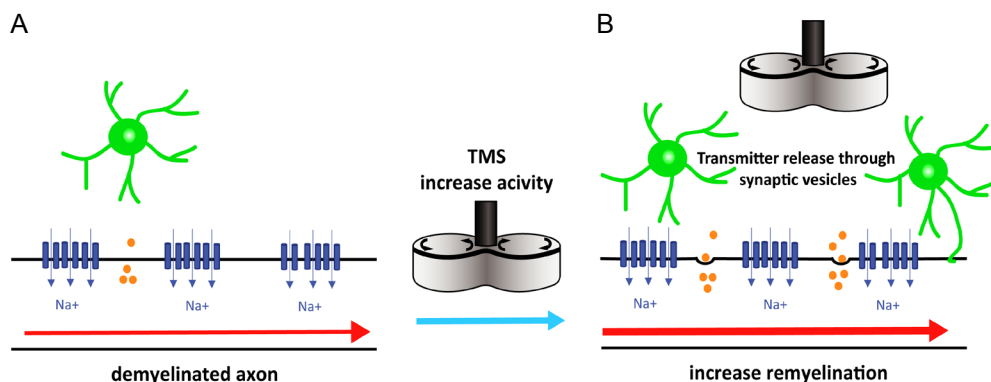 A
B
TMS
increase acivity
Transmitter release through
synaptic vesicles
Na+
Na+
Na+
Na+
Na+
Na+
demyelinated axon
increase remyelination